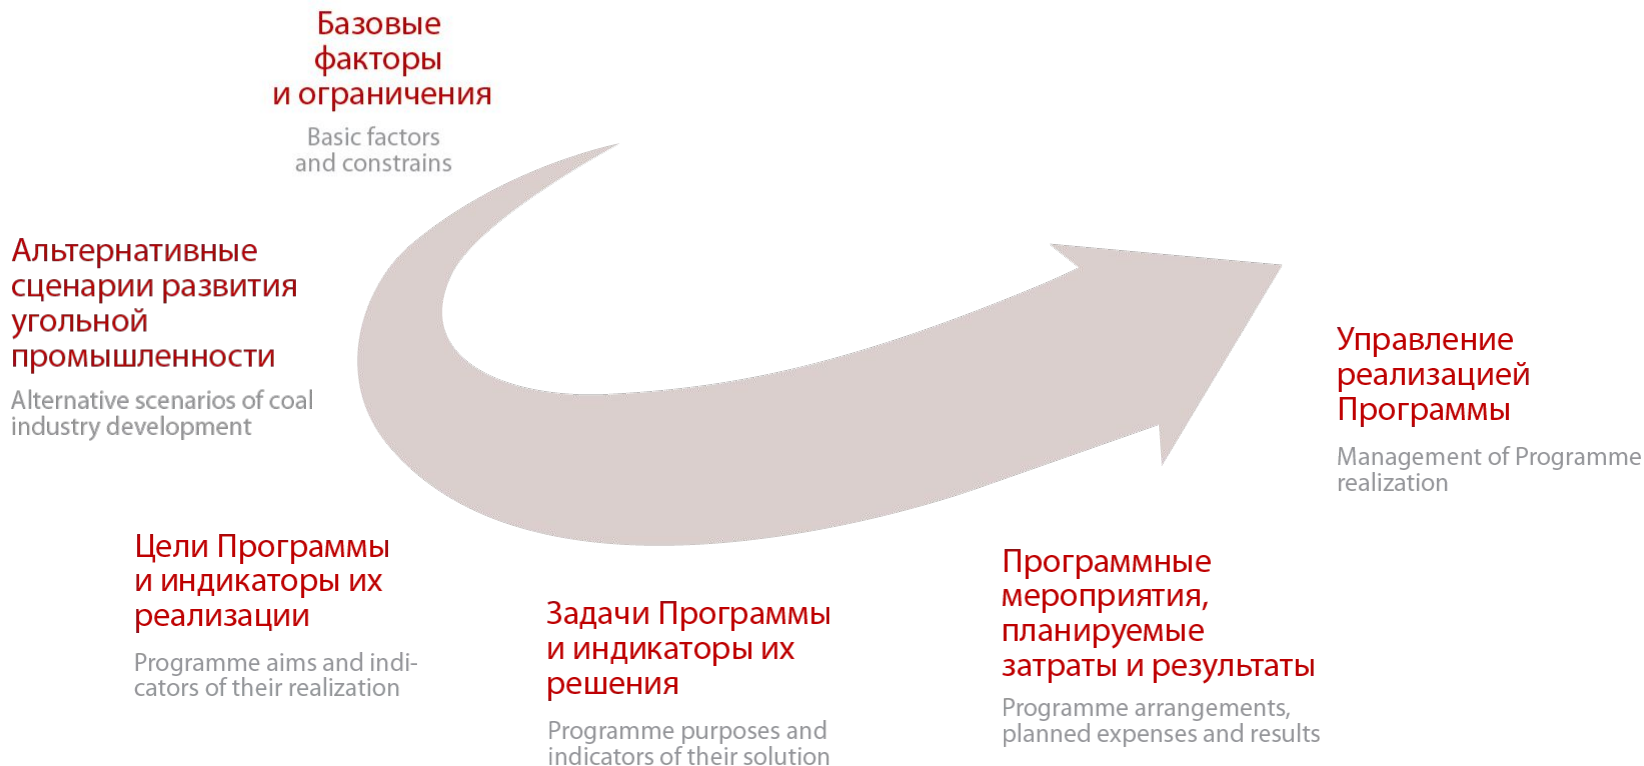 Базовые
факторы
и ограничения
Basic factors
and constrains
Альтернативные
сценарии развития
угольной
промышленности
Alternative scenarios of coal
industry development
Цели Программы
и индикаторы их
реализации
Programme aims and indi-
cators of their realization
Задачи Программы
и индикаторы их
решения
Programme purposes and
indicators of their solution
Программные
мероприятия,
планируемые
затраты и результаты
Programme arrangements,
planned expenses and results
Управление
реализацией
Программы
Management of Programme
realization